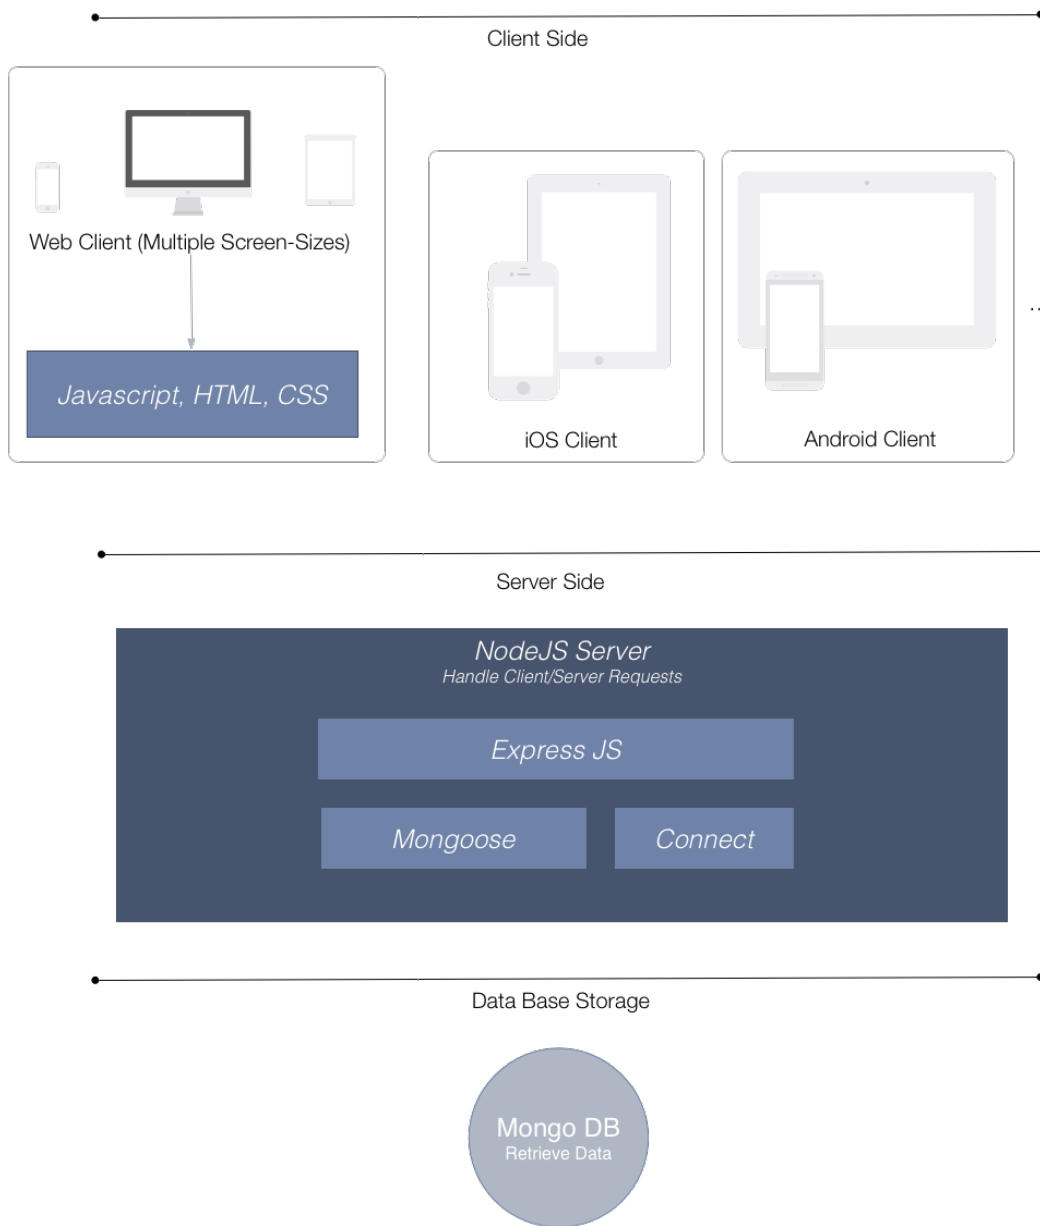 Client Side
Web Client (Multiple Screen-Sizes)
Javascript, HTML, CSS
iOS Client
Android Client
..
Server Side
NodeJS Server
Handle Client/Server Requests
Express JS
Mongoose
Connect
Data Base Storage
Mongo DB
Retrieve Data